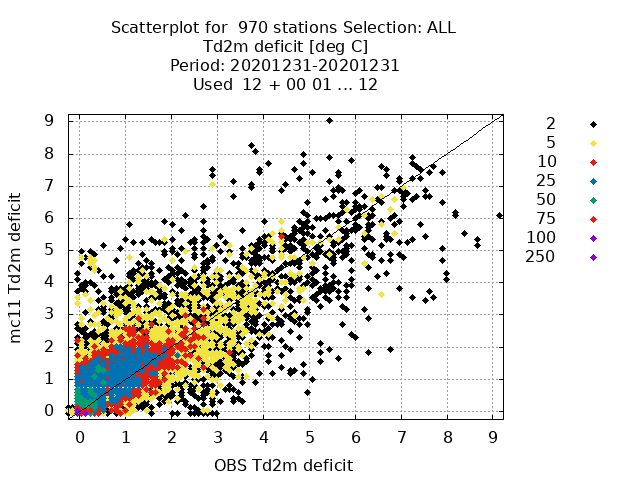 Scatterplot for  970 stations Selection: ALL
Td2m deficit [deg C]
Period: 20201231-20201231
Used  12 + 00 01 ... 12
9
8
7
6
5
4
3
2
1
0
mc11 Td2m deficit
0 1 2 3 4 5 6 7 8 9
OBS Td2m deficit
2
5
10
25
50
75
100
250